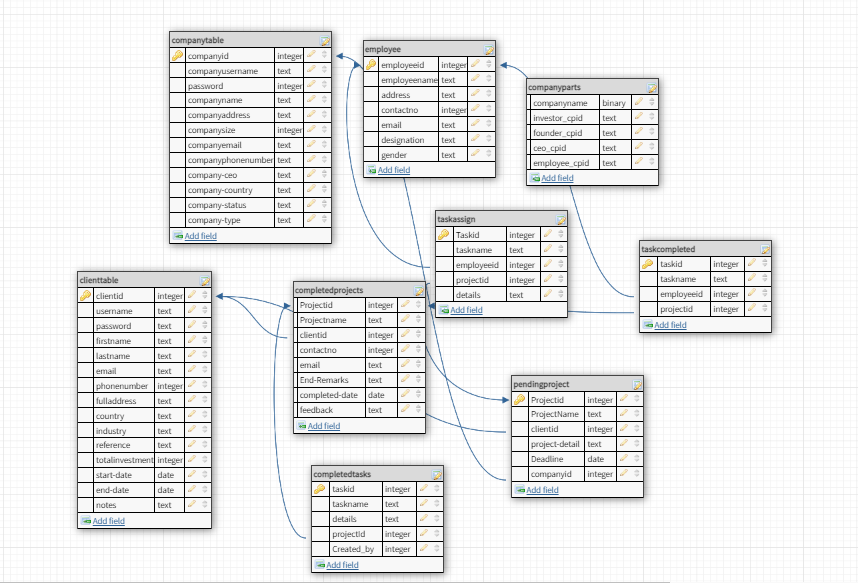 companytable
companyid integer
companyusername text
password integer
companyname text
companyaddress text
companysize integer
companyemail text
companyphonenumber text
company-ceo text
company-country text
company-status text
company-type text
Add field
employee
employeeid integer
employeename text
address text
contactno integer
email text
designation text
gender text
Add field
companyparts
companyname binary
investor_cpid text
founder_cpid text
ceo_cpid text
employee_cpid text
Add field
taskassign
Taskid integer
taskname text
employeeid integer
projectid integer
details text
Add field
taskcompleted
taskid integer
taskname text
employeeid integer
projectid integer
Add field
clienttable
clientid integer
username text
password text
firstname text
lastname text
email text
phonenumber integer
fulladdress text
country text
industry text
reference text
totalinvestment integer
start-date date
end-date date
notes text
Add field
completedprojects
Projectid integer
Projectname text
clientid integer
contactno integer
email text
End-Remarks text
completed-date date
feedback text
Add field
pendingproject
Projectid integer
ProjectName text
clientid integer
project-detail text
Deadline date
companyid integer
Add field
completedtasks
taskid integer
taskname text
details text
projectId integer
Created_by integer
Add field